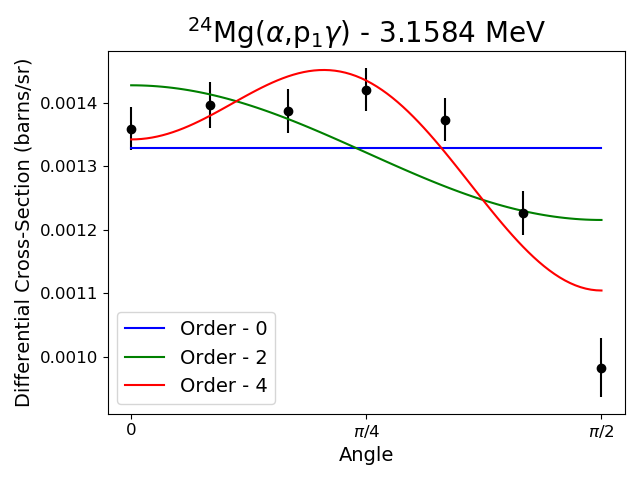 ²⁴Mg(α,p₁γ) - 3.1584 MeV
Differential Cross-Section (barns/sr)
0.0014
0.0013
0.0012
0.0011
0.0010
Order - 0
Order - 2
Order - 4
0
π/4
π/2
Angle